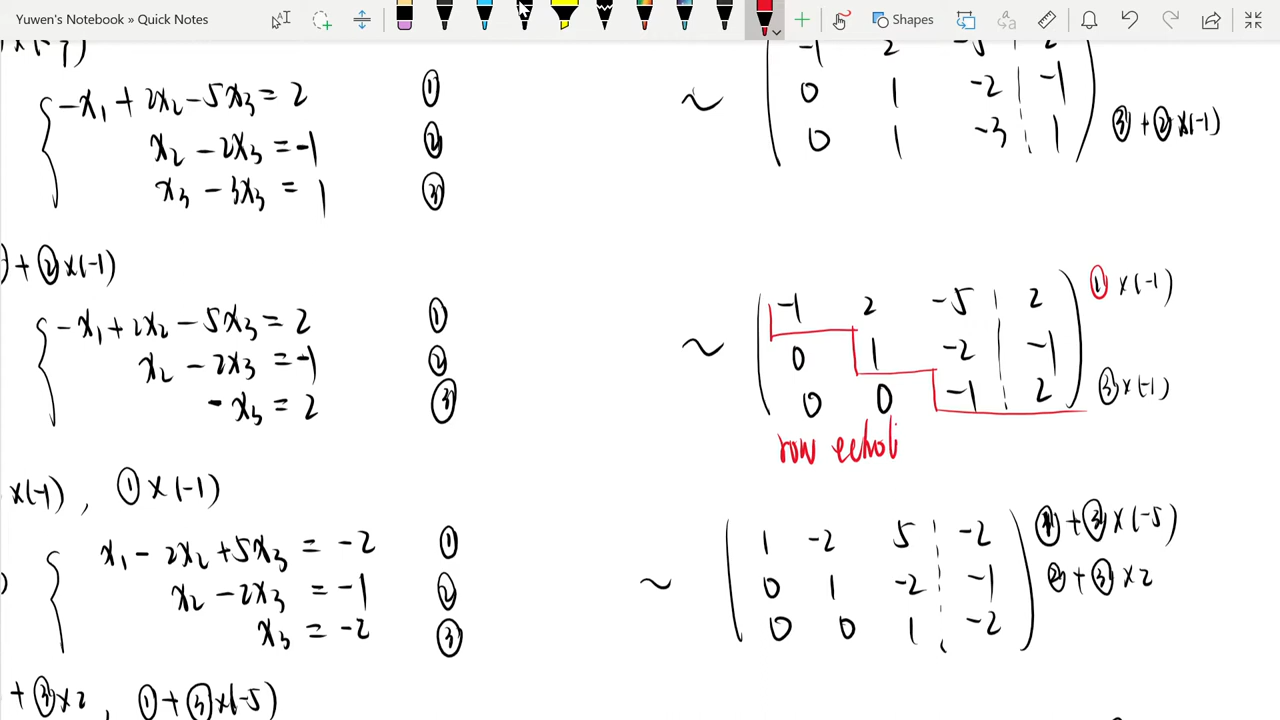 Yuwen's Notebook » Quick Notes
Shapes
-x₁ + 2x₂ - 5x₃ = 2 ①
x₂ - 2x₃ = -1 ②
x₃ - 3x₃ = 1 ③
+ ② x(-1)
-x₁ + 2x₂ - 5x₃ = 2 ①
x₂ - 2x₃ = -1 ②
-x₃ = 2 ③
x(-1) , ① x (-1)
x₁ - 2x₂ + 5x₃ = -2 ①
x₂ - 2x₃ = -1 ②
x₃ = -2 ③
+ ③ x 2 , ① + ③ x(-5)
-1 2 -5 2
~ 0 1 -2 -1
0 1 -3 1 ③ + ② x(-1)
-1 2 -5 2 ① x (-1)
~ 0 1 -2 -1
0 0 -1 2 ③ x (-1)
row echoli
1 -2 5 -2 ① + ③ x (-5)
~ 0 1 -2 -1 ② + ③ x 2
0 0 1 -2